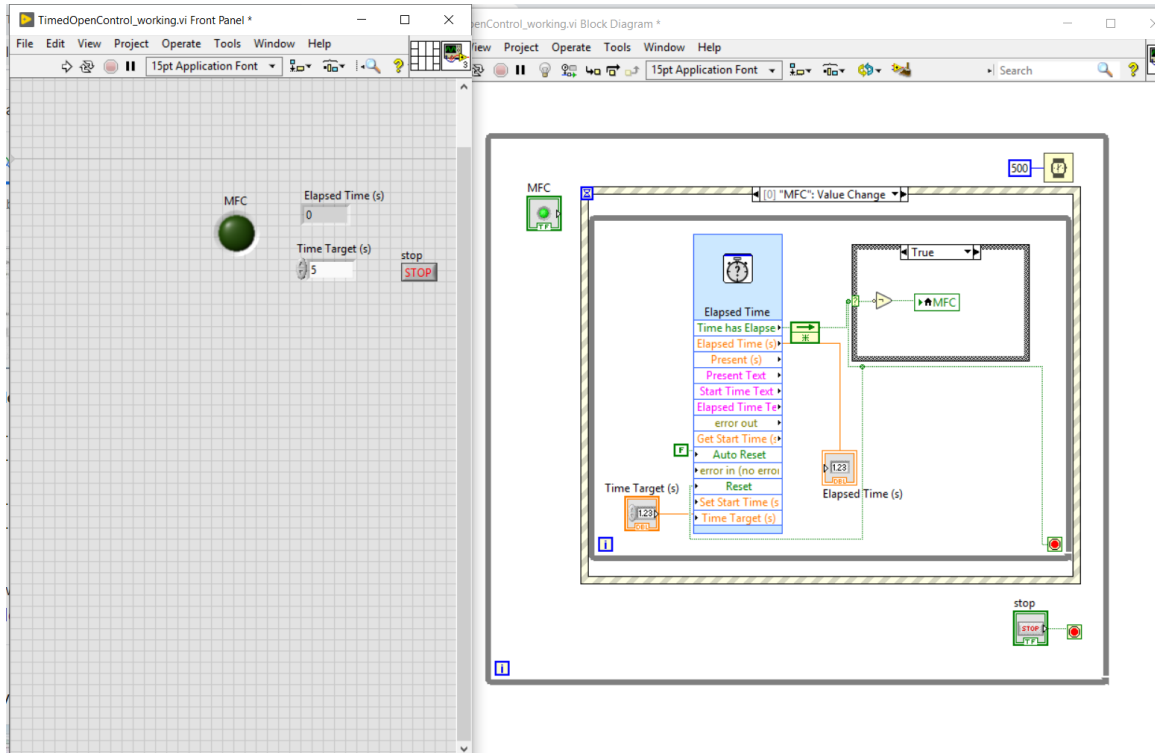 TimedOpenControl_working.vi Front Panel *
File Edit View Project Operate Tools Window Help
15pt Application Font
3
MFC
Elapsed Time (s)
0
Time Target (s)
5
stop
STOP
penControl_working.vi Block Diagram *
iew Project Operate Tools Window Help
15pt Application Font
Search
500
MFC
TF
[0] "MFC": Value Change
True
?
MFC
Elapsed Time
Time has Elapse
Elapsed Time (s)
Present (s)
Present Text
Start Time Text
Elapsed Time Te
error out
Get Start Time (s
F
Auto Reset
error in (no erro
Reset
Set Start Time (s
Time Target (s)
Time Target (s)
1.23
DBL
1.23
DBL
Elapsed Time (s)
i
stop
STOP
TF
i